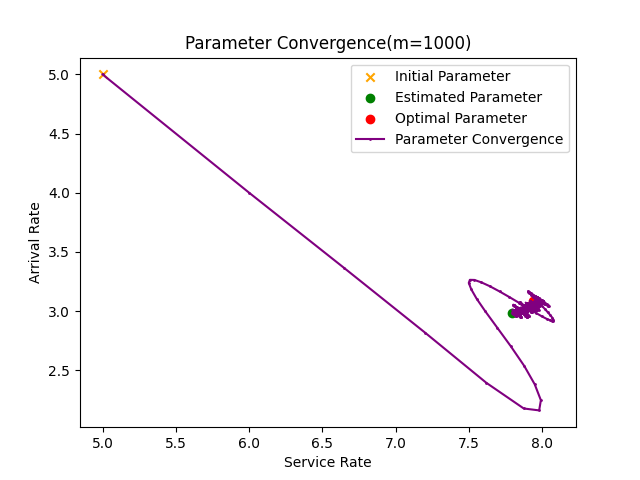 Parameter Convergence(m=1000)
Initial Parameter
Estimated Parameter
Optimal Parameter
Parameter Convergence
Arrival Rate
5.0
4.5
4.0
3.5
3.0
2.5
5.0 5.5 6.0 6.5 7.0 7.5 8.0
Service Rate